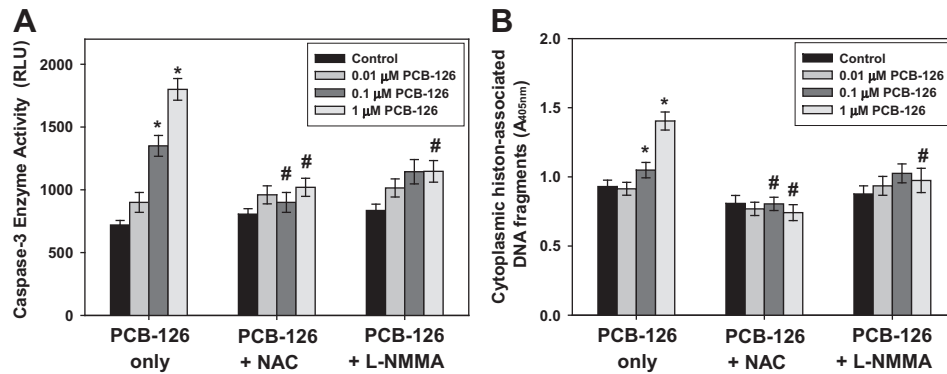 A
Caspase-3 Enzyme Activity (RLU)
2000
1500
1000
500
0
Control
0.01 μM PCB-126
0.1 μM PCB-126
1 μM PCB-126
*
*
#
#
#
PCB-126
only
PCB-126
+ NAC
PCB-126
+ L-NMMA
B
Cytoplasmic histon-associated
DNA fragments (A405nm)
2.0
1.5
1.0
0.5
0.0
Control
0.01 μM PCB-126
0.1 μM PCB-126
1 μM PCB-126
*
*
#
#
#
PCB-126
only
PCB-126
+ NAC
PCB-126
+ L-NMMA